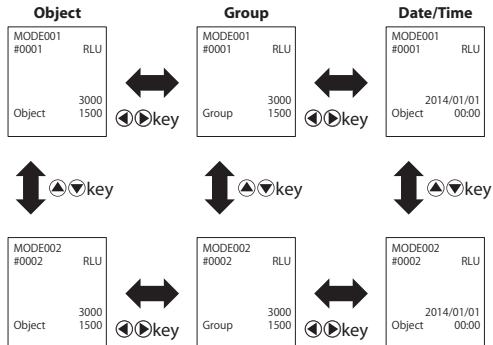 Object
Group
Date/Time
MODE001
#0001 RLU
3000
Object 1500
key
MODE001
#0001 RLU
3000
Group 1500
key
MODE001
#0001 RLU
2014/01/01
Object 00:00
key
key
key
MODE002
#0002 RLU
3000
Object 1500
key
MODE002
#0002 RLU
3000
Group 1500
key
MODE002
#0002 RLU
2014/01/01
Object 00:00